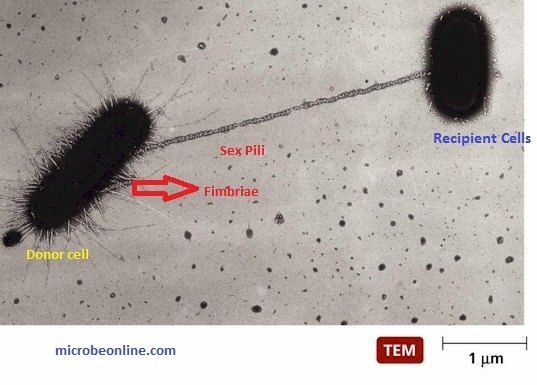 Recipient Cells
Sex Pili
Fimbriae
Donor cell
microbeonline.com
TEM
1 µm